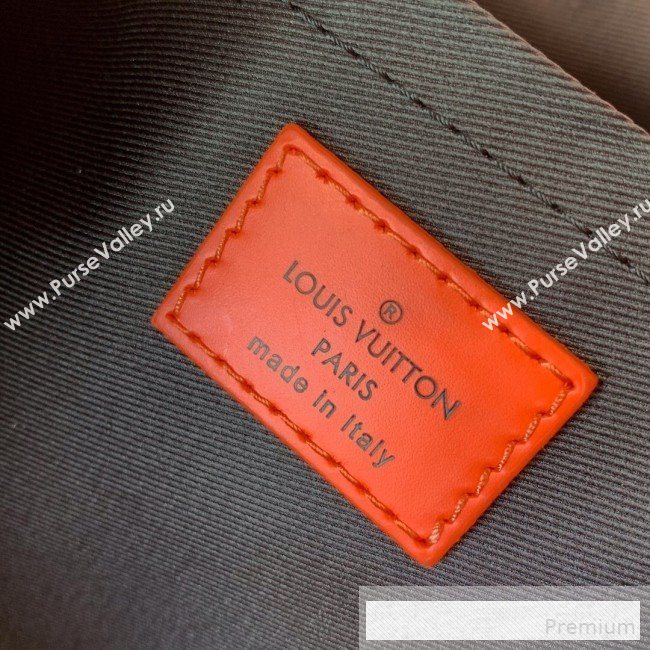 www.PurseValley.ru
www.PurseValley.ru
®
LOUIS VUITTON
PARIS
made in Italy
Premium